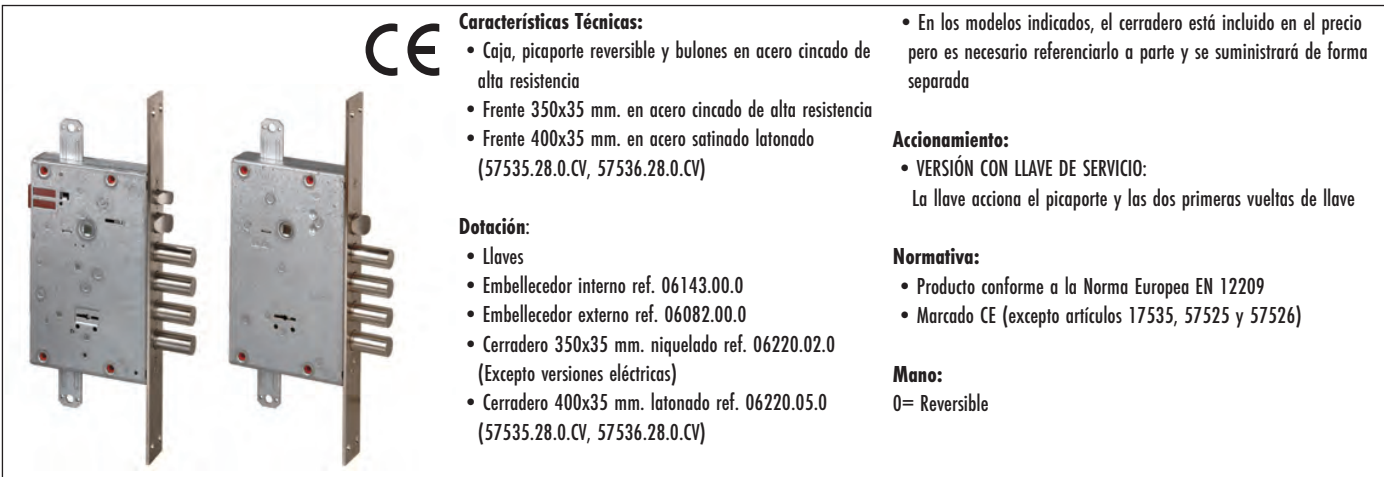 CE
Características Técnicas:
• Caja, picaporte reversible y bulones en acero cincado de
alta resistencia
• Frente 350x35 mm. en acero cincado de alta resistencia
• Frente 400x35 mm. en acero satinado latonado
(57535.28.0.CV, 57536.28.0.CV)
Dotación:
• Llaves
• Embellecedor interno ref. 06143.00.0
• Embellecedor externo ref. 06082.00.0
• Cerradero 350x35 mm. niquelado ref. 06220.02.0
(Excepto versiones eléctricas)
• Cerradero 400x35 mm. latonado ref. 06220.05.0
(57535.28.0.CV, 57536.28.0.CV)
• En los modelos indicados, el cerradero está incluido en el precio
pero es necesario referenciarlo a parte y se suministrará de forma
separada
Accionamiento:
• VERSIÓN CON LLAVE DE SERVICIO:
La llave acciona el picaporte y las dos primeras vueltas de llave
Normativa:
• Producto conforme a la Norma Europea EN 12209
• Marcado CE (excepto artículos 17535, 57525 y 57526)
Mano:
0= Reversible